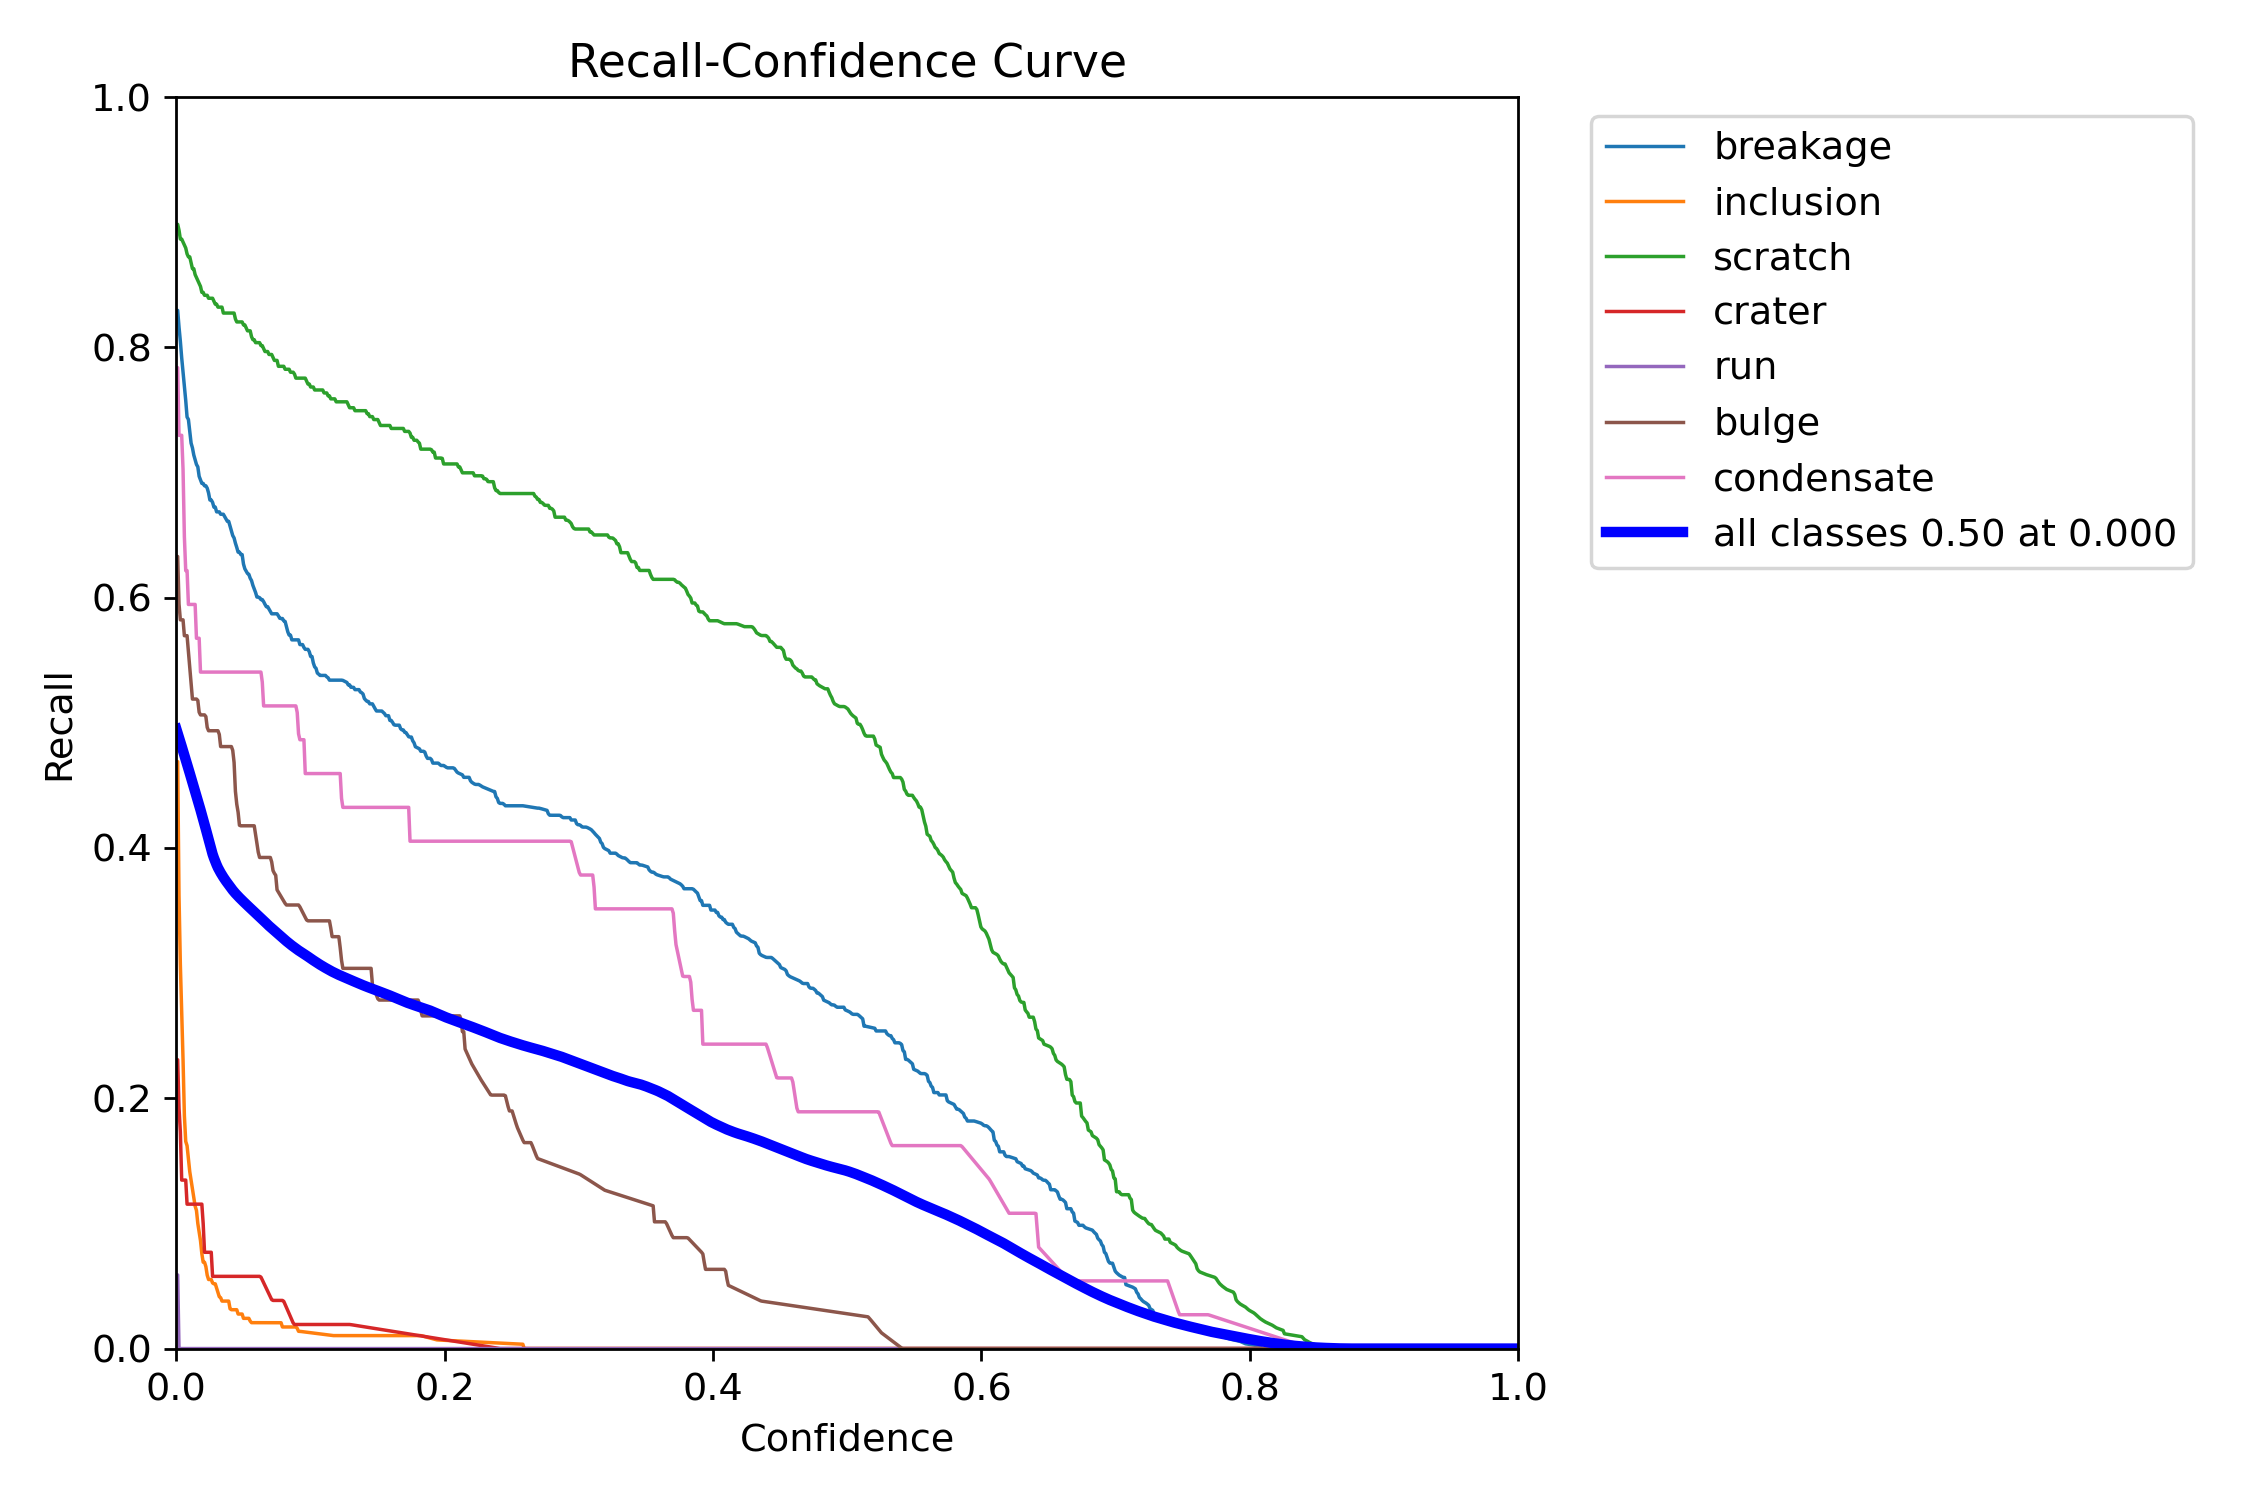 Recall-Confidence Curve
1.0
0.8
0.6
0.4
0.2
0.0
Recall
0.0 0.2 0.4 0.6 0.8 1.0
Confidence
breakage
inclusion
scratch
crater
run
bulge
condensate
all classes 0.50 at 0.000